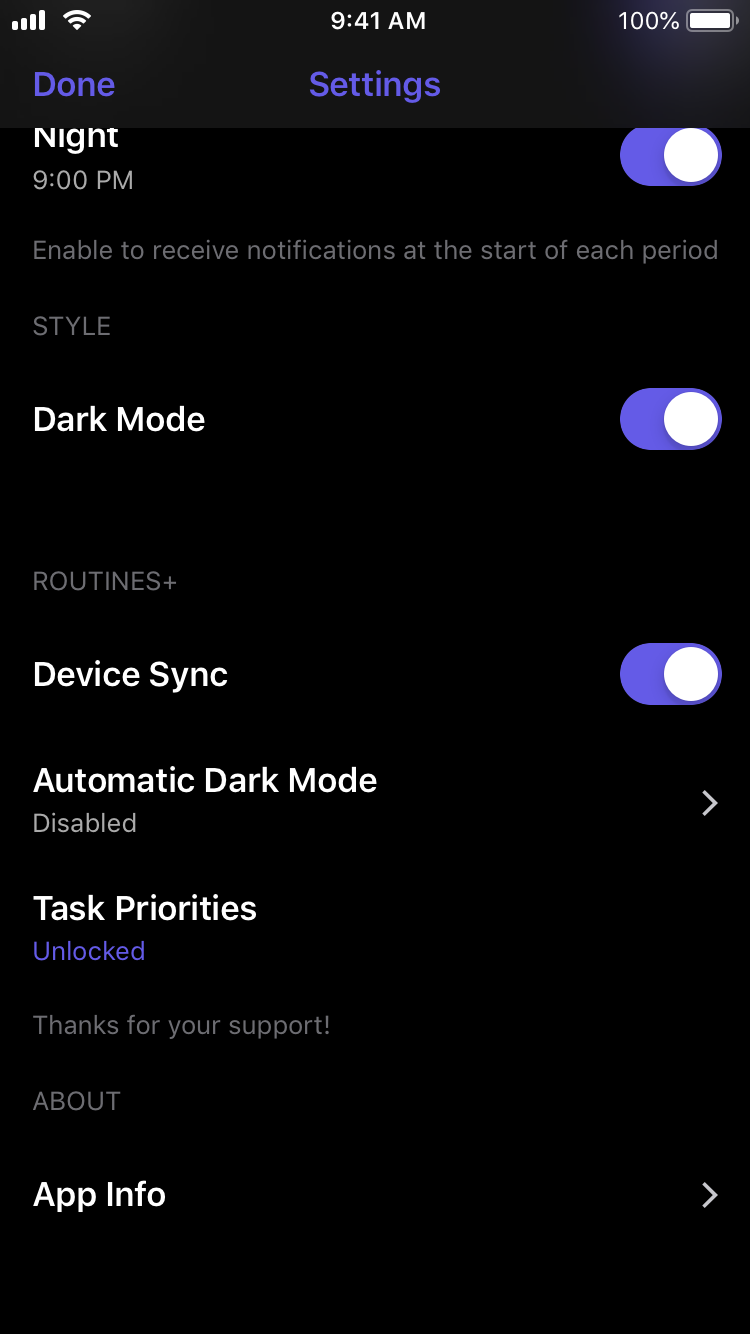 9:41 AM
100%
Done
Settings
Night
9:00 PM
Enable to receive notifications at the start of each period
STYLE
Dark Mode
ROUTINES+
Device Sync
Automatic Dark Mode
Disabled
Task Priorities
Unlocked
Thanks for your support!
ABOUT
App Info